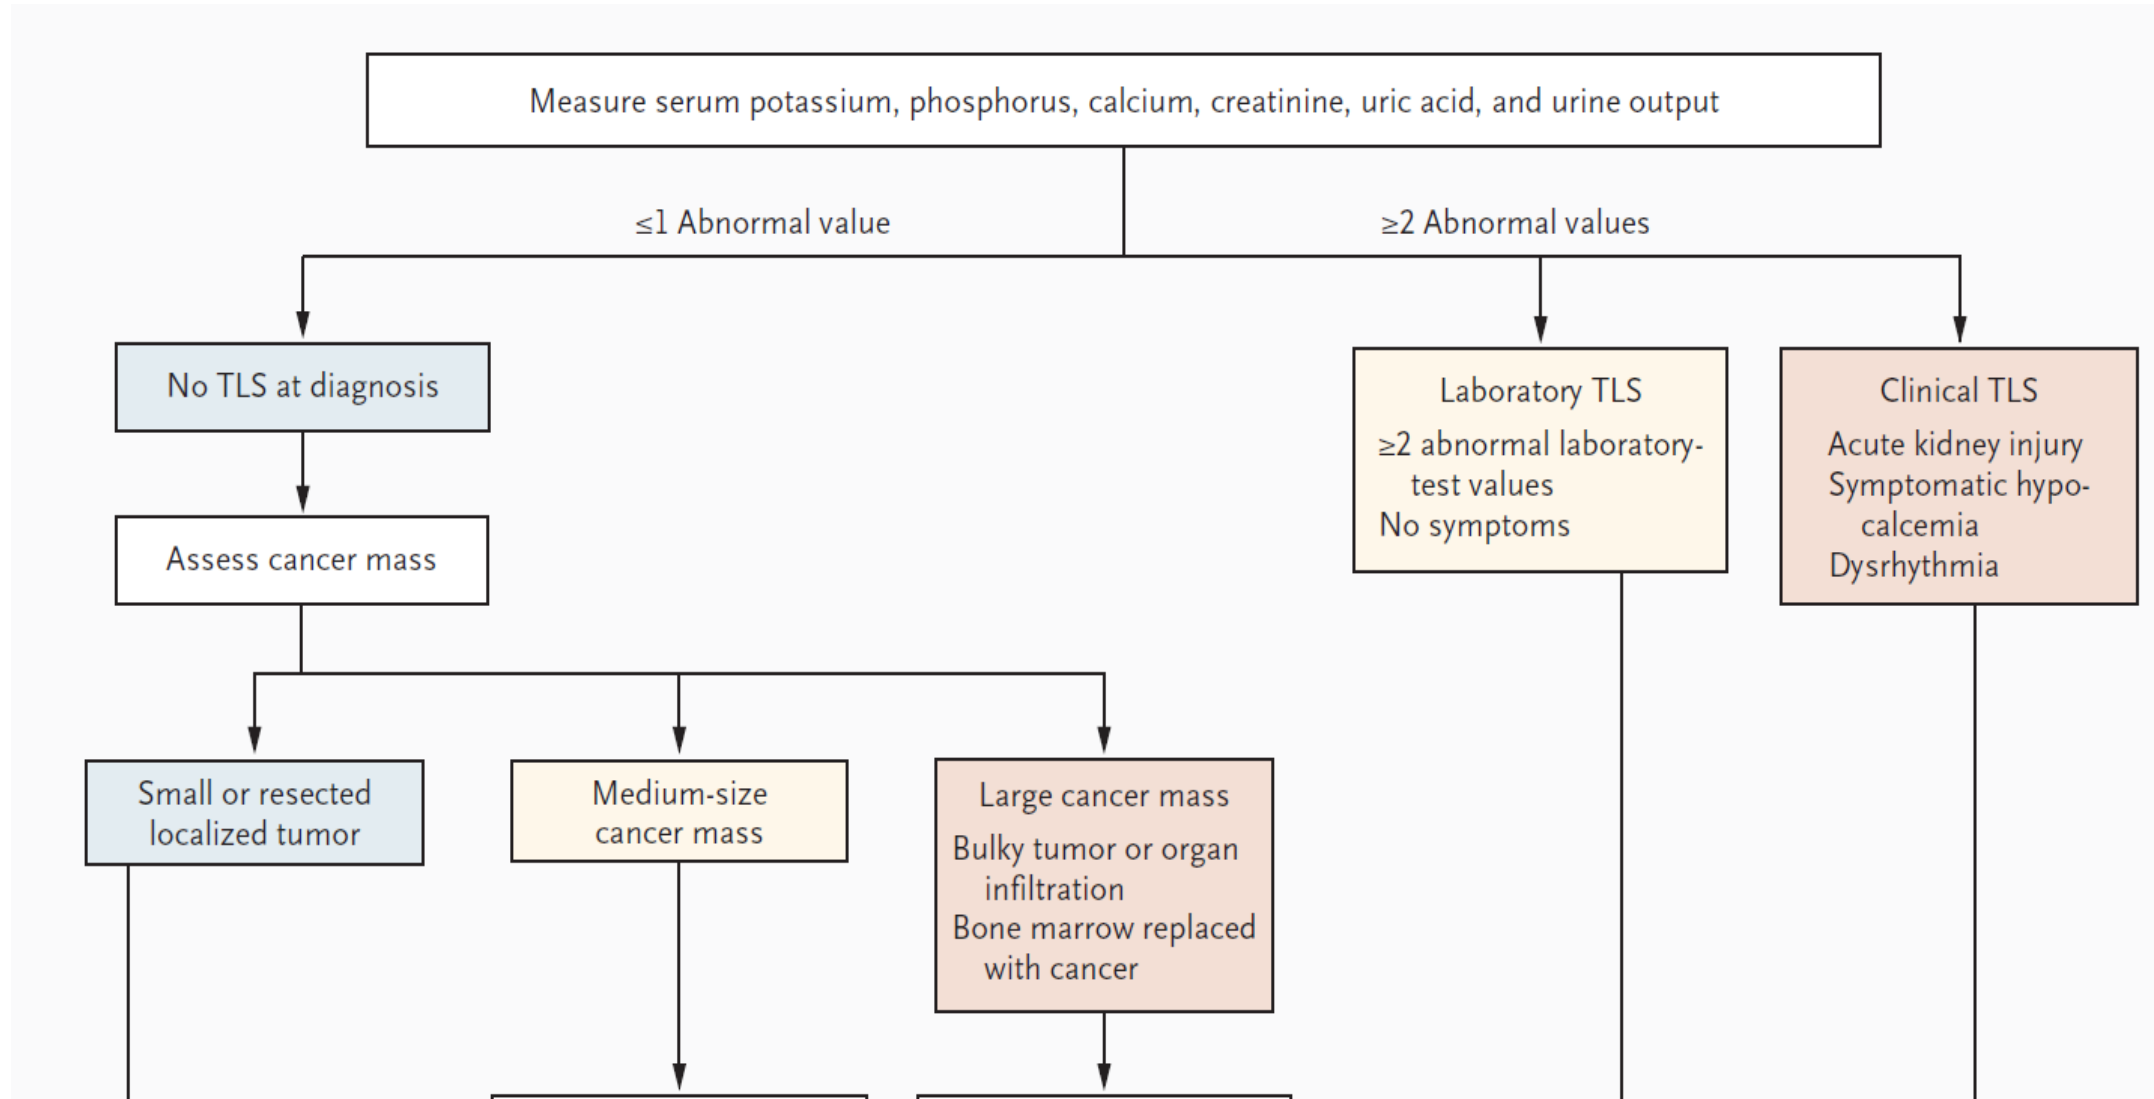 Measure serum potassium, phosphorus, calcium, creatinine, uric acid, and urine output
≤1 Abnormal value
≥2 Abnormal values
No TLS at diagnosis
Laboratory TLS
≥2 abnormal laboratory-
test values
No symptoms
Clinical TLS
Acute kidney injury
Symptomatic hypo-
calcemia
Dysrhythmia
Assess cancer mass
Small or resected
localized tumor
Medium-size
cancer mass
Large cancer mass
Bulky tumor or organ
infiltration
Bone marrow replaced
with cancer